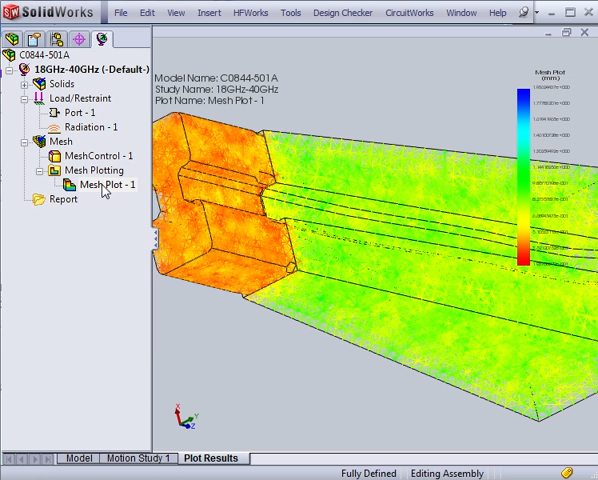 SolidWorks File Edit View Insert HFWorks Tools Design Checker CircuitWorks Window Help
C0844-501A
18GHz-40GHz (-Default-)
Solids
Load/Restraint
Port - 1
Radiation - 1
Mesh
MeshControl - 1
Mesh Plotting
Mesh Plot - 1
Report
Model Name: C0844-501A
Study Name: 18GHz-40GHz
Plot Name: Mesh Plot - 1
Mesh Plot
(mm)
X
Y
Z
Model Motion Study 1 Plot Results
Fully Defined Editing Assembly